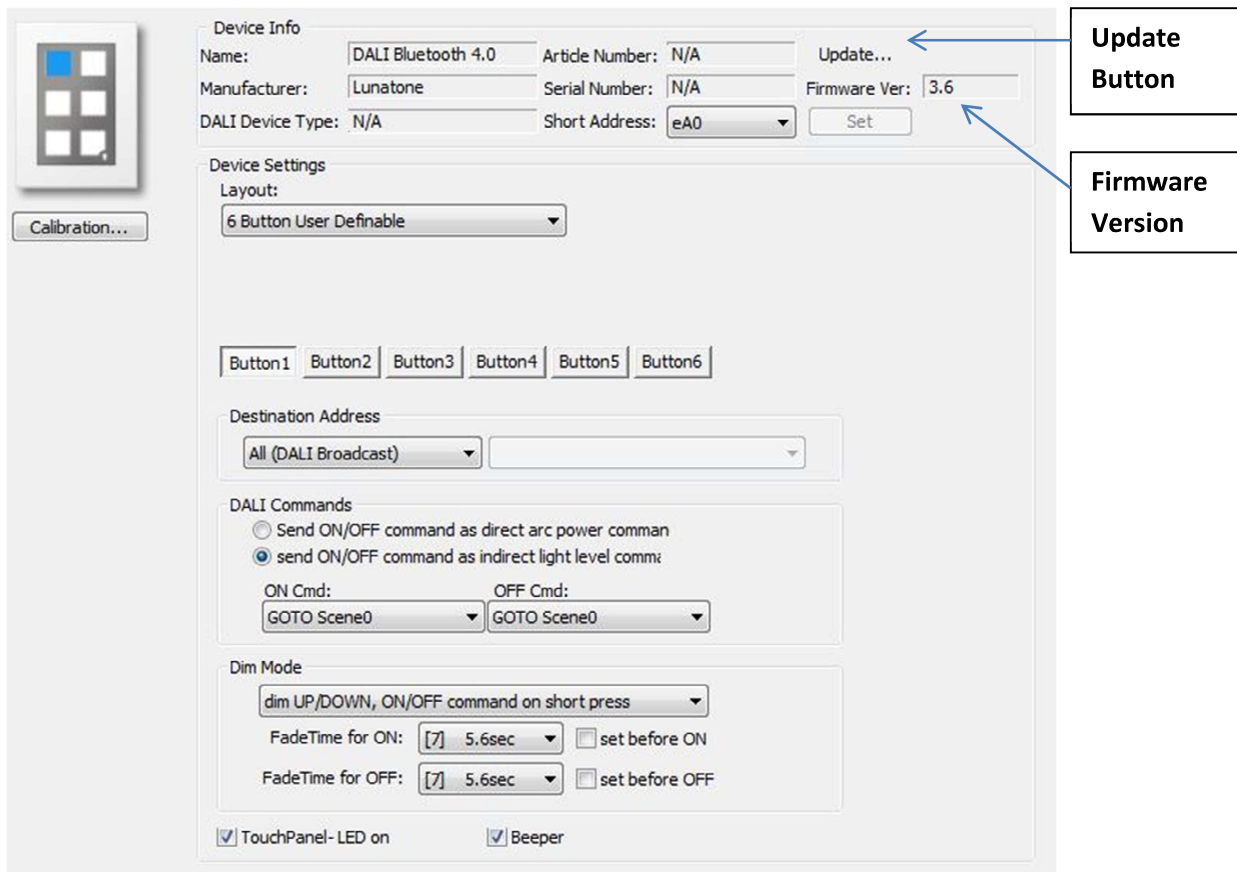 Device Info
Name: DALI Bluetooth 4.0 Article Number: N/A Update...
Manufacturer: Lunatone Serial Number: N/A Firmware Ver: 3.6
DALI Device Type: N/A Short Address: eA0 Set
Update
Button
Firmware
Version
Calibration...
Device Settings
Layout:
6 Button User Definable
Button1 Button2 Button3 Button4 Button5 Button6
Destination Address
All (DALI Broadcast)
DALI Commands
Send ON/OFF command as direct arc power comman
send ON/OFF command as indirect light level comma
ON Cmd: OFF Cmd:
GOTO Scene0 GOTO Scene0
Dim Mode
dim UP/DOWN, ON/OFF command on short press
FadeTime for ON: [7] 5.6sec set before ON
FadeTime for OFF: [7] 5.6sec set before OFF
TouchPanel-LED on Beeper